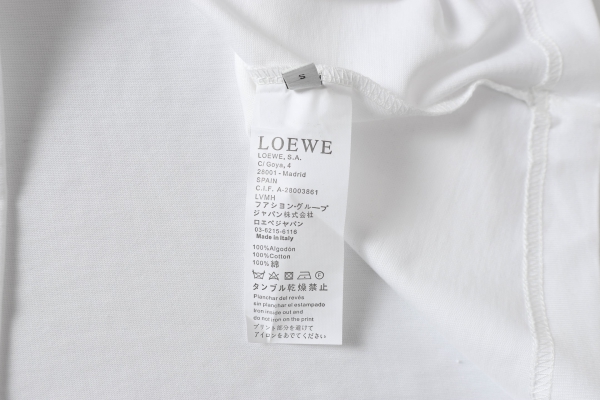 S
LOEWE
LOEWE, S.A.
C/Goya, 4
28001 - Madrid
SPAIN
C.I.F. A-28003861
LVMH
フアション·グループ
ジャパン株式会社
ロエベジャパン
03-6215-6116
Made in Italy
100%Algodón
100%Cotton
100%綿
タンブル乾燥禁止
Planchar del revés
sin planchar el estampado
Iron inside out and
do not iron on the print
プリント部分を避けて
アイロンをあてください